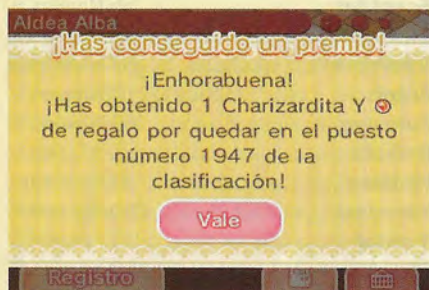 Aldea Alba
¡Has conseguido un premio!
¡Enhorabuena!
¡Has obtenido 1 Charizardita Y
de regalo por quedar en el puesto
número 1947 de la
clasificación!
Vale
Registro